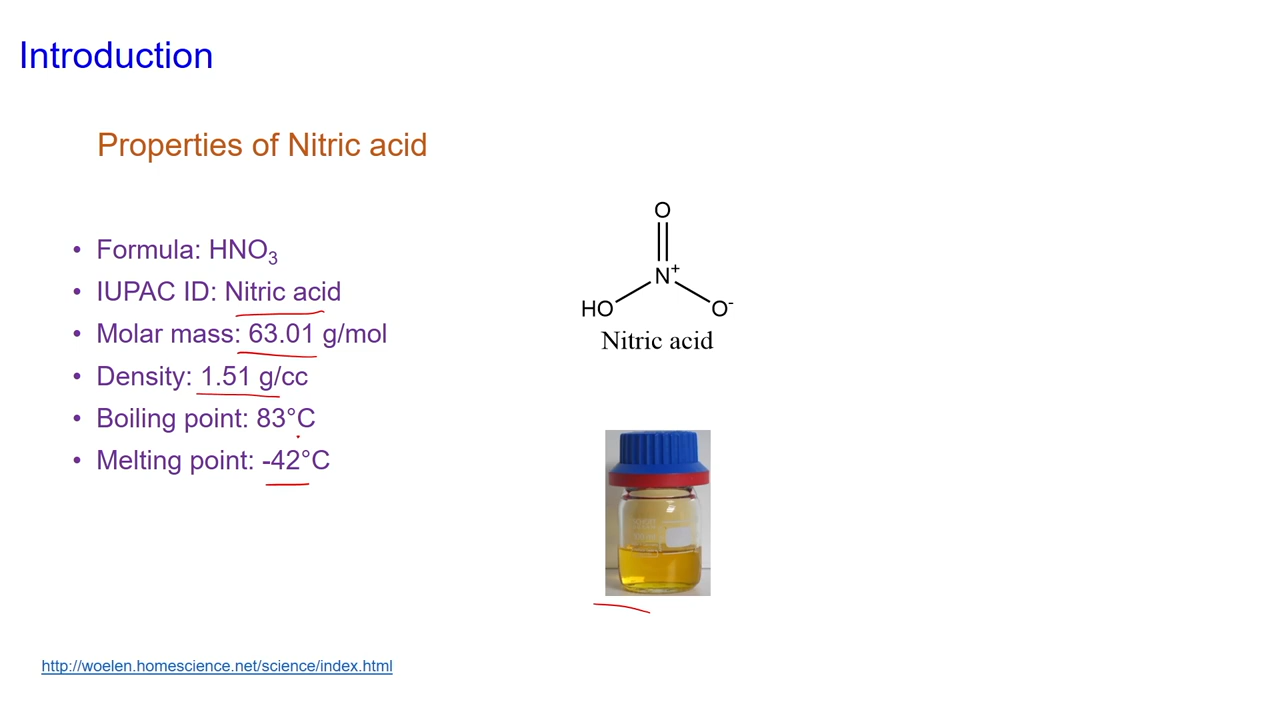 Introduction
Properties of Nitric acid
• Formula: HNO₃
• IUPAC ID: Nitric acid
• Molar mass: 63.01 g/mol
• Density: 1.51 g/cc
• Boiling point: 83°C
• Melting point: -42°C
O
N⁺
HO
O⁻
Nitric acid
http://woelen.homescience.net/science/index.html